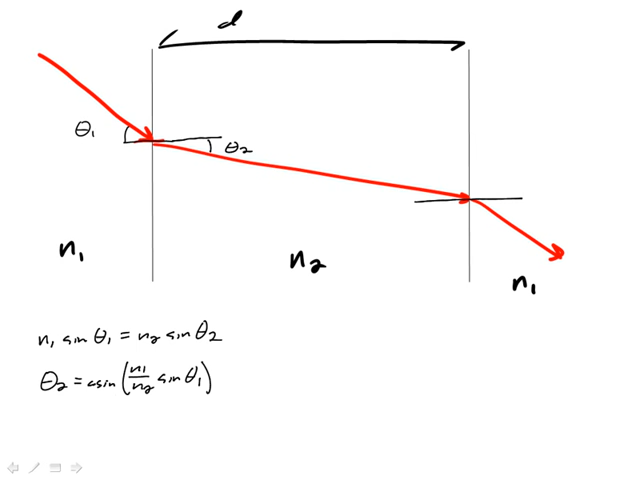 d
θ₁
θ₂
n₁
n₂
n₁
n₁ sin θ₁ = n₂ sin θ₂
θ₂ = asin(n₁/n₂ sin θ₁)